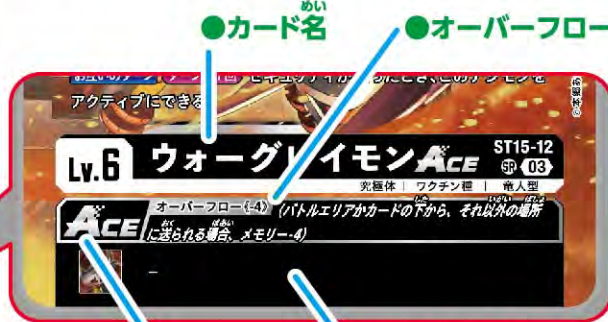 ●カード名
めい
●オーバーフロー
アクティブにできる
Lv.6 ウォーグレイモンACE ST15-12
SR 03
究極体 | ワクチン種 | 竜人型
ACE オーバーフロー《-4》 (バトルエリアかカードの下から、それ以外の場所
に送られる場合、メモリー-4)
－